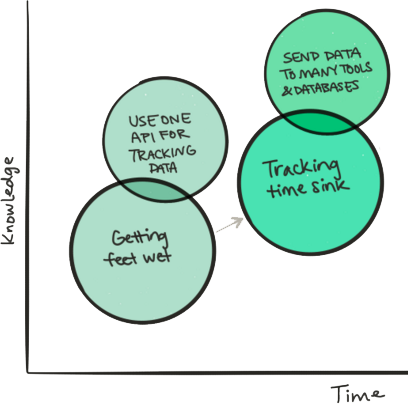 SEND DATA
TO MANY TOOLS
& DATABASES
USE ONE
API FOR
TRACKING
DATA
Tracking
time sink
Getting
feet wet
Knowledge
Time